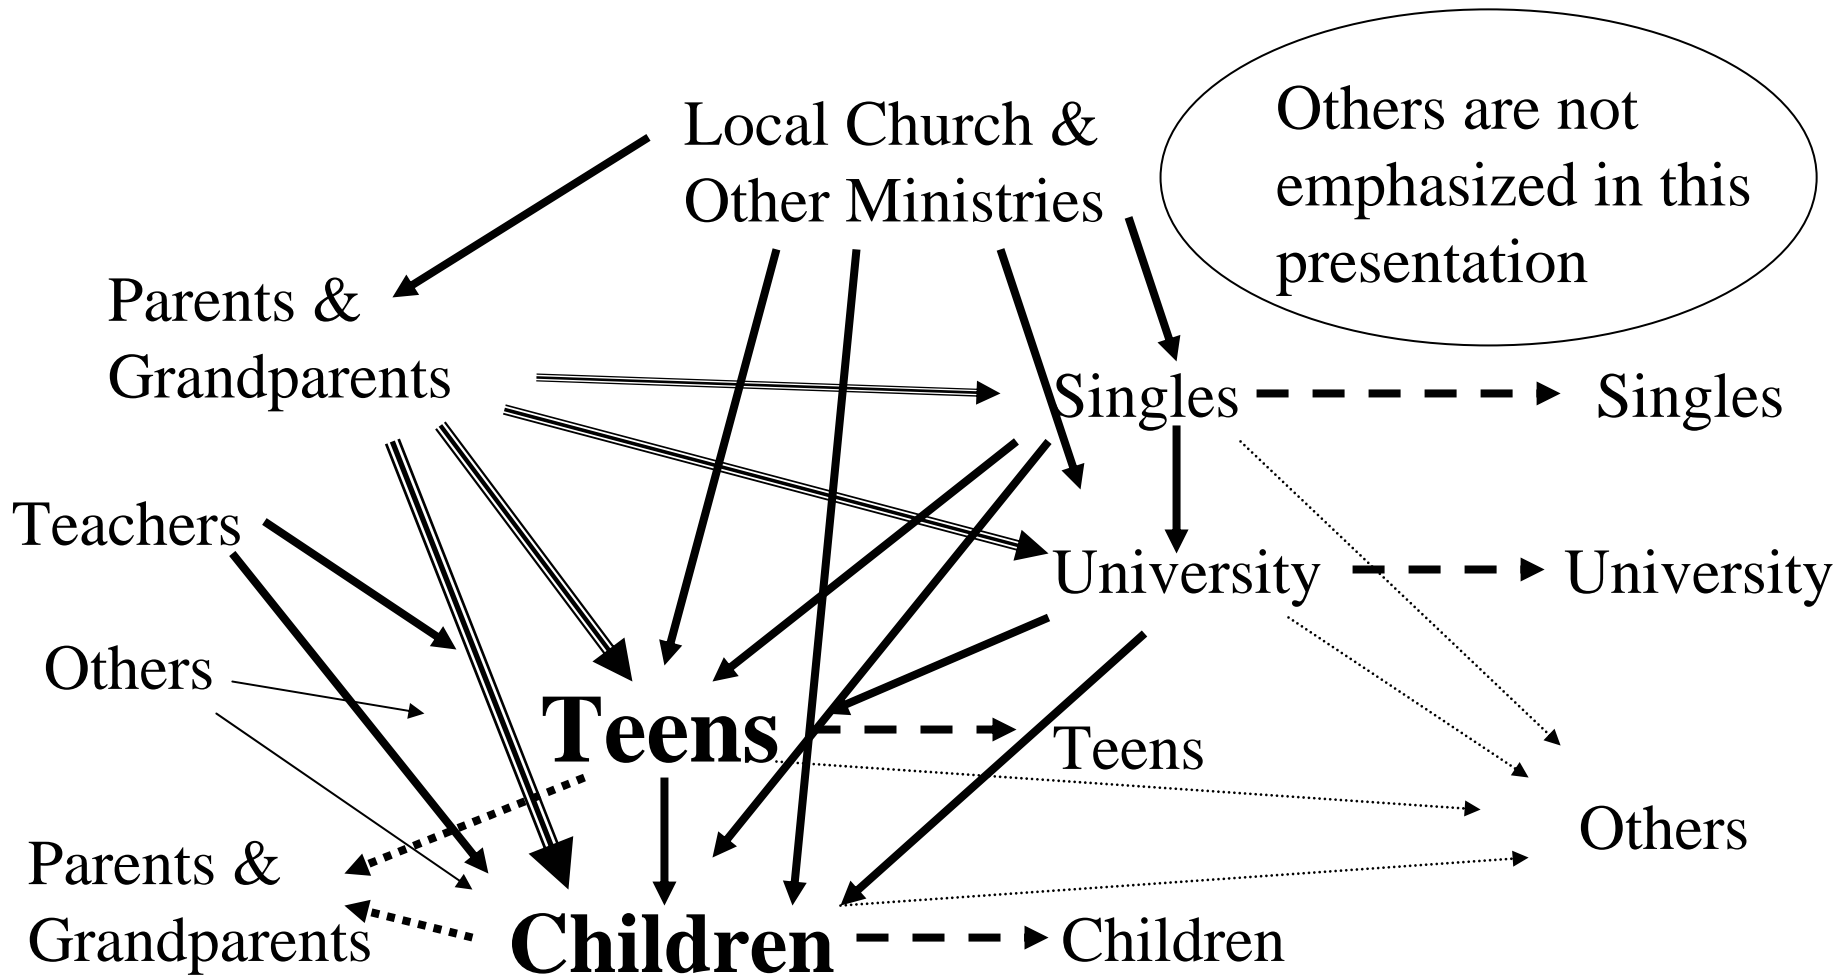 Local Church &
Other Ministries
Others are not
emphasized in this
presentation
Parents &
Grandparents
Singles
Singles
Teachers
University
University
Others
Teens
Teens
Others
Parents &
Grandparents
Children
Children